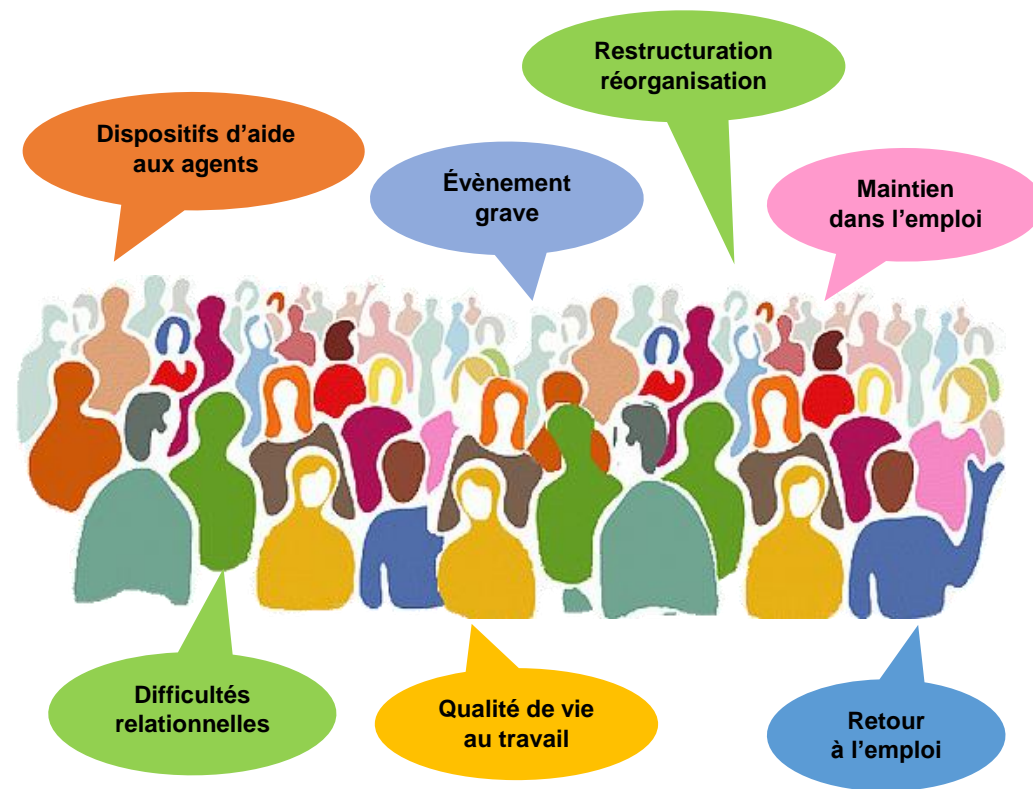 Restructuration
réorganisation
Dispositifs d'aide
aux agents
Évènement
grave
Maintien
dans l'emploi
Difficultés
relationnelles
Qualité de vie
au travail
Retour
à l'emploi